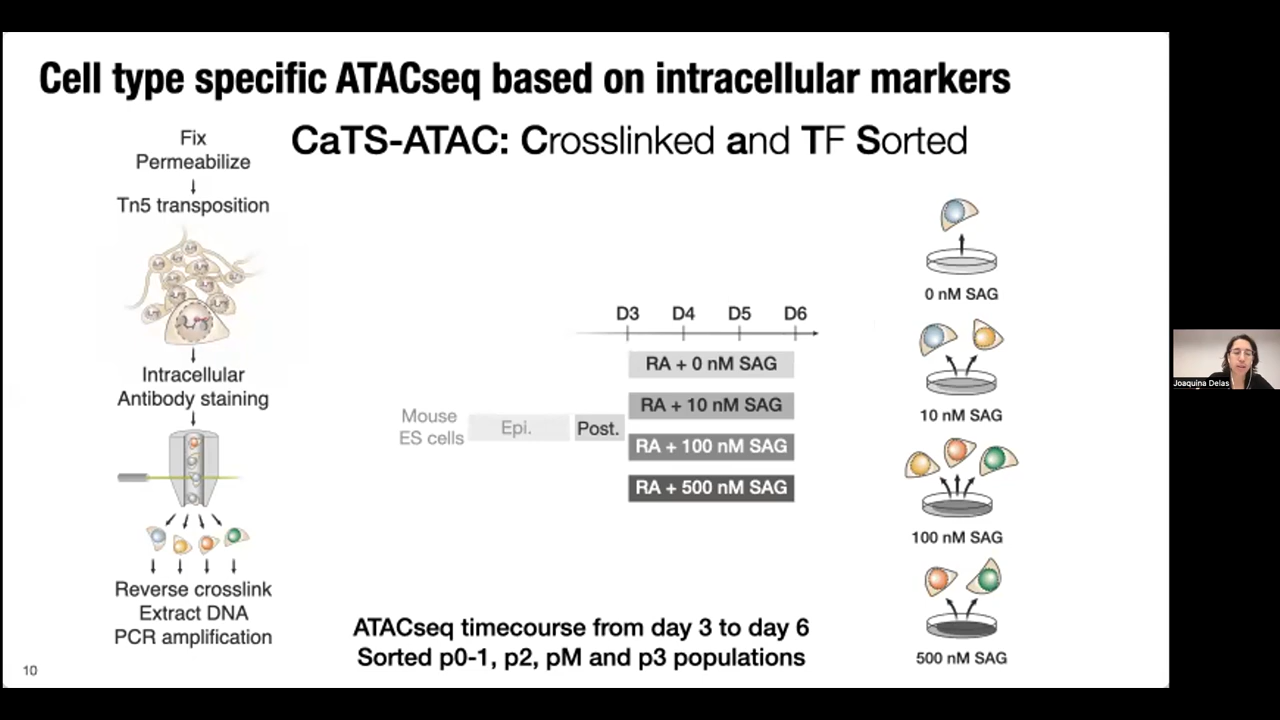 Cell type specific ATACseq based on intracellular markers
CaTS-ATAC: Crosslinked and TF Sorted
Fix
Permeabilize
Tn5 transposition
Intracellular
Antibody staining
Reverse crosslink
Extract DNA
PCR amplification
D3 D4 D5 D6
RA + 0 nM SAG
RA + 10 nM SAG
RA + 100 nM SAG
RA + 500 nM SAG
Mouse
ES cells
Epi.
Post.
ATACseq timecourse from day 3 to day 6
Sorted p0-1, p2, pM and p3 populations
0 nM SAG
10 nM SAG
100 nM SAG
500 nM SAG
10
Joaquina Delas